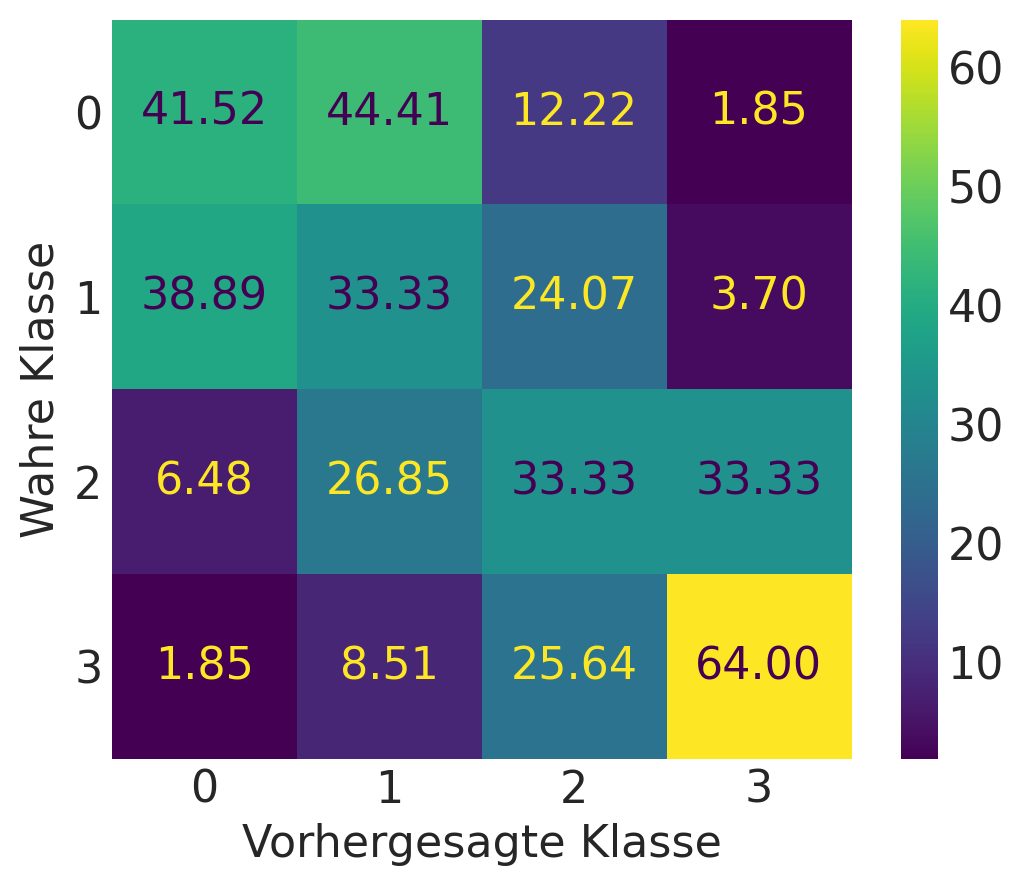 Wahre Klasse
0 41.52 44.41 12.22 1.85
1 38.89 33.33 24.07 3.70
2 6.48 26.85 33.33 33.33
3 1.85 8.51 25.64 64.00
0 1 2 3
Vorhergesagte Klasse
60
50
40
30
20
10